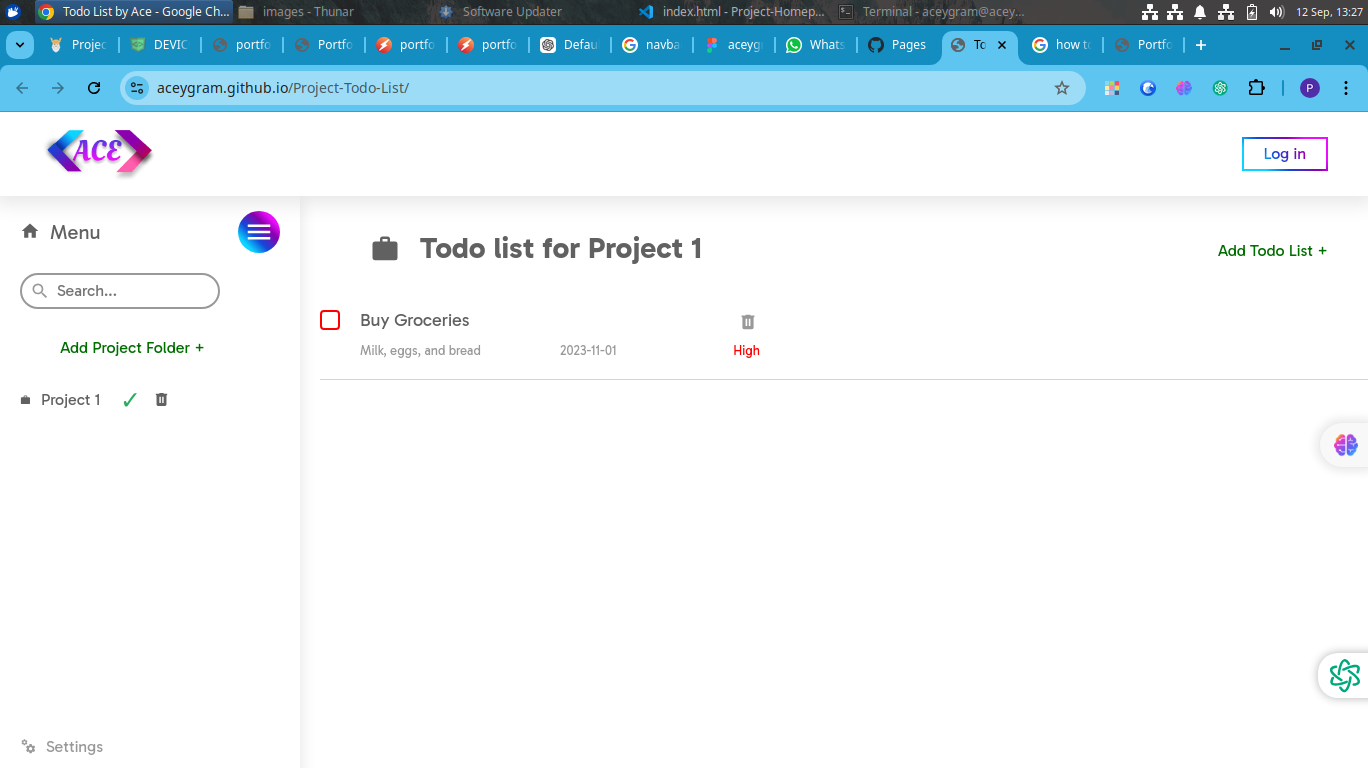 Todo List by Ace - Google Ch...
images - Thunar
Software Updater
index.html - Project-Homep...
Terminal - aceygram@acey...
12 Sep, 13:27
Projec
DEVIC
portfo
Portfo
portfo
portfo
Defau
navba
aceyg
Whats
Pages
To
how t
Portfo
aceygram.github.io/Project-Todo-List/
P
ACE
Log in
Menu
Todo list for Project 1
Add Todo List +
Search...
Buy Groceries
Milk, eggs, and bread
2023-11-01
High
Add Project Folder +
Project 1
Settings